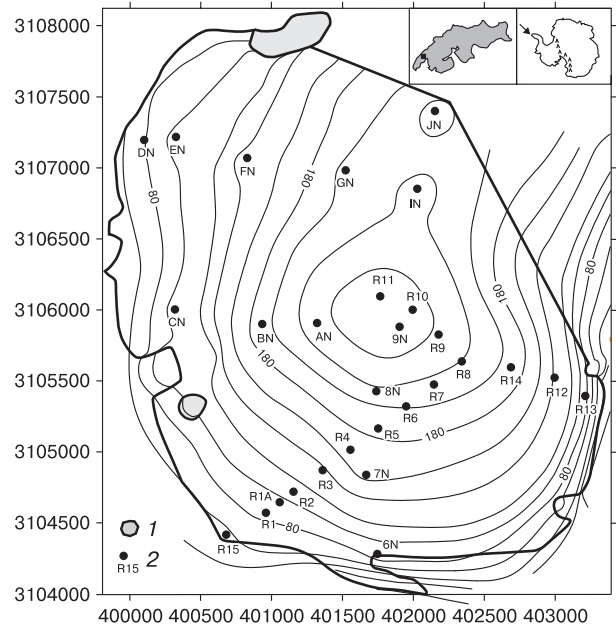 3108000
3107500
3107000
3106500
3106000
3105500
3105000
3104500
3104000
JN
DN
EN
FN
GN
180
80
IN
R11
R10
CN
BN
AN
9N
R9
180
80
R8
R14
R12
R13
180
8N
R7
R6
R5
180
R4
7N
R3
R2
R1A
R1
80
80
R15
6N
1
2
R15
400000 400500 401000 401500 402000 402500 403000